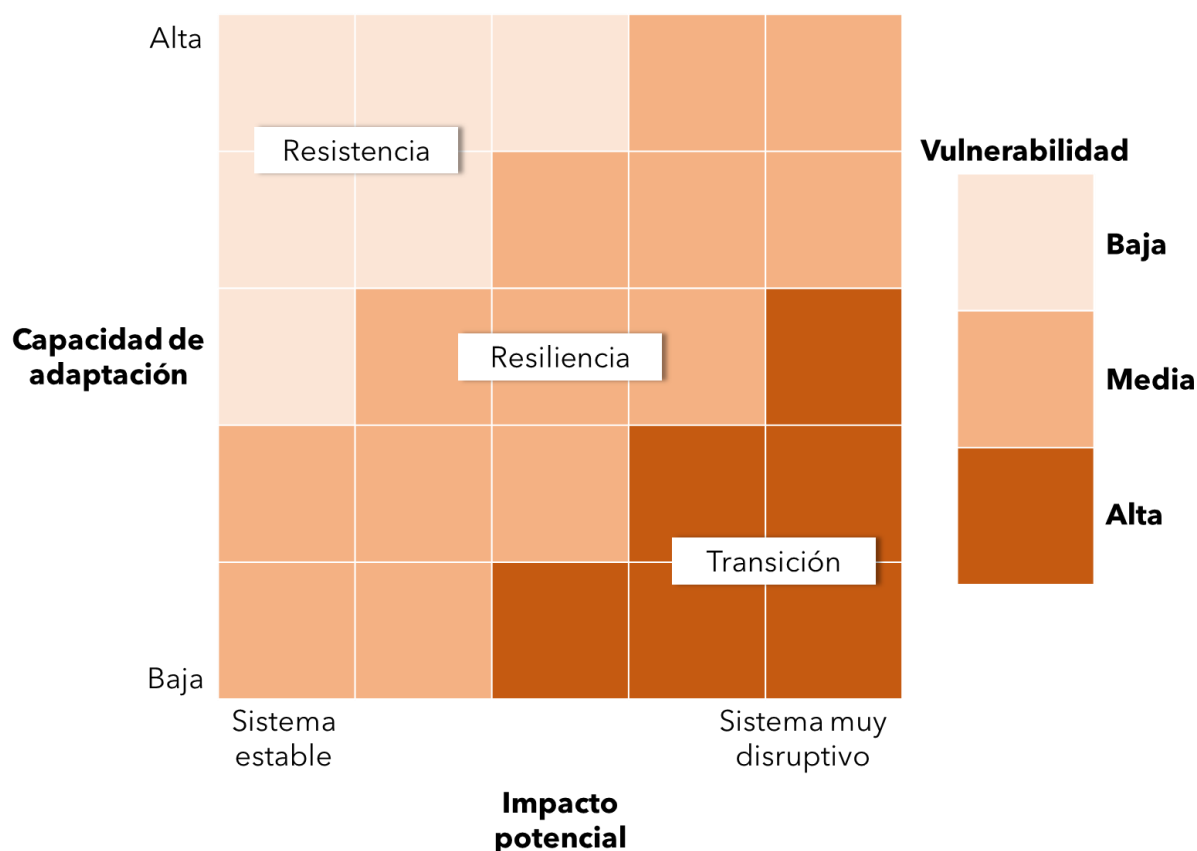 Alta
Resistencia
Vulnerabilidad
Baja
Capacidad de
adaptación
Resiliencia
Media
Alta
Transición
Baja
Sistema
estable
Sistema muy
disruptivo
Impacto
potencial